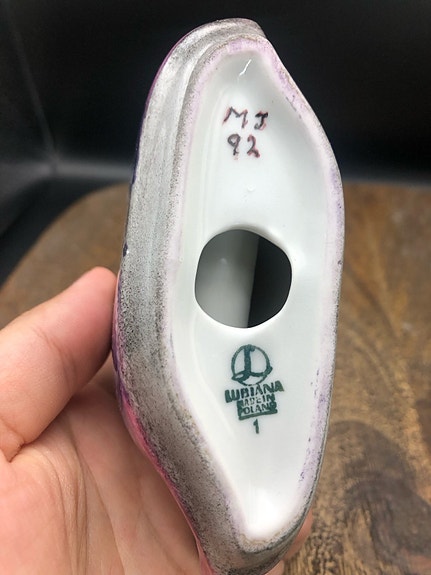 MJ
92
LUBIANA
MADE IN
POLAND
1